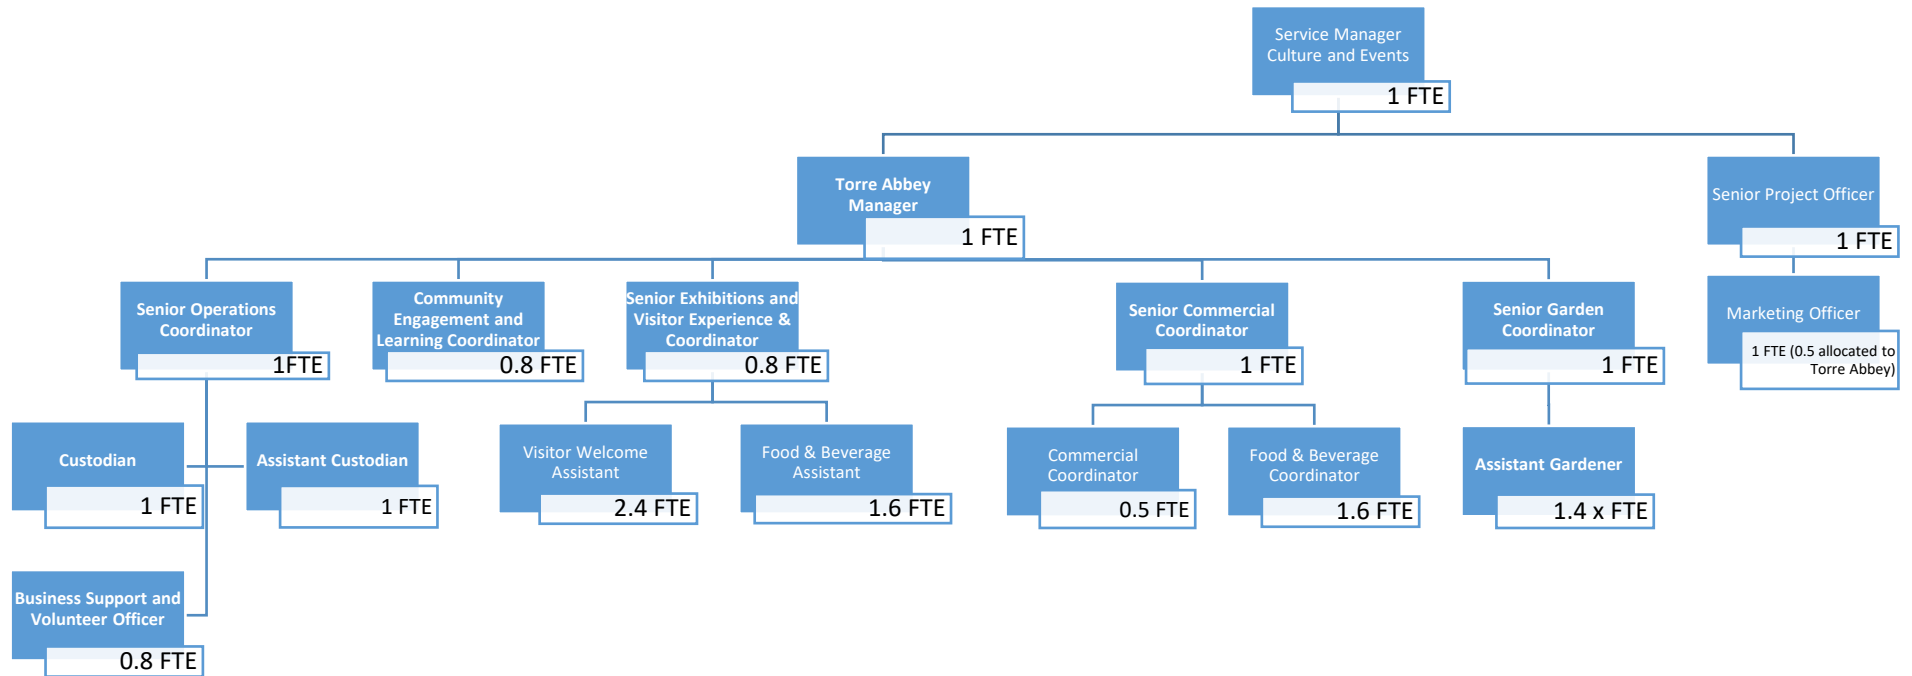 Service Manager
Culture and Events
1 FTE
Torre Abbey
Manager
1 FTE
Senior Project Officer
1 FTE
Senior Operations
Coordinator
1FTE
Community
Engagement and
Learning Coordinator
0.8 FTE
Senior Exhibitions and
Visitor Experience &
Coordinator
0.8 FTE
Senior Commercial
Coordinator
1 FTE
Senior Garden
Coordinator
1 FTE
Marketing Officer
1 FTE (0.5 allocated to
Torre Abbey)
Custodian
1 FTE
Assistant Custodian
1 FTE
Visitor Welcome
Assistant
2.4 FTE
Food & Beverage
Assistant
1.6 FTE
Commercial
Coordinator
0.5 FTE
Food & Beverage
Coordinator
1.6 FTE
Assistant Gardener
1.4 x FTE
Business Support and
Volunteer Officer
0.8 FTE